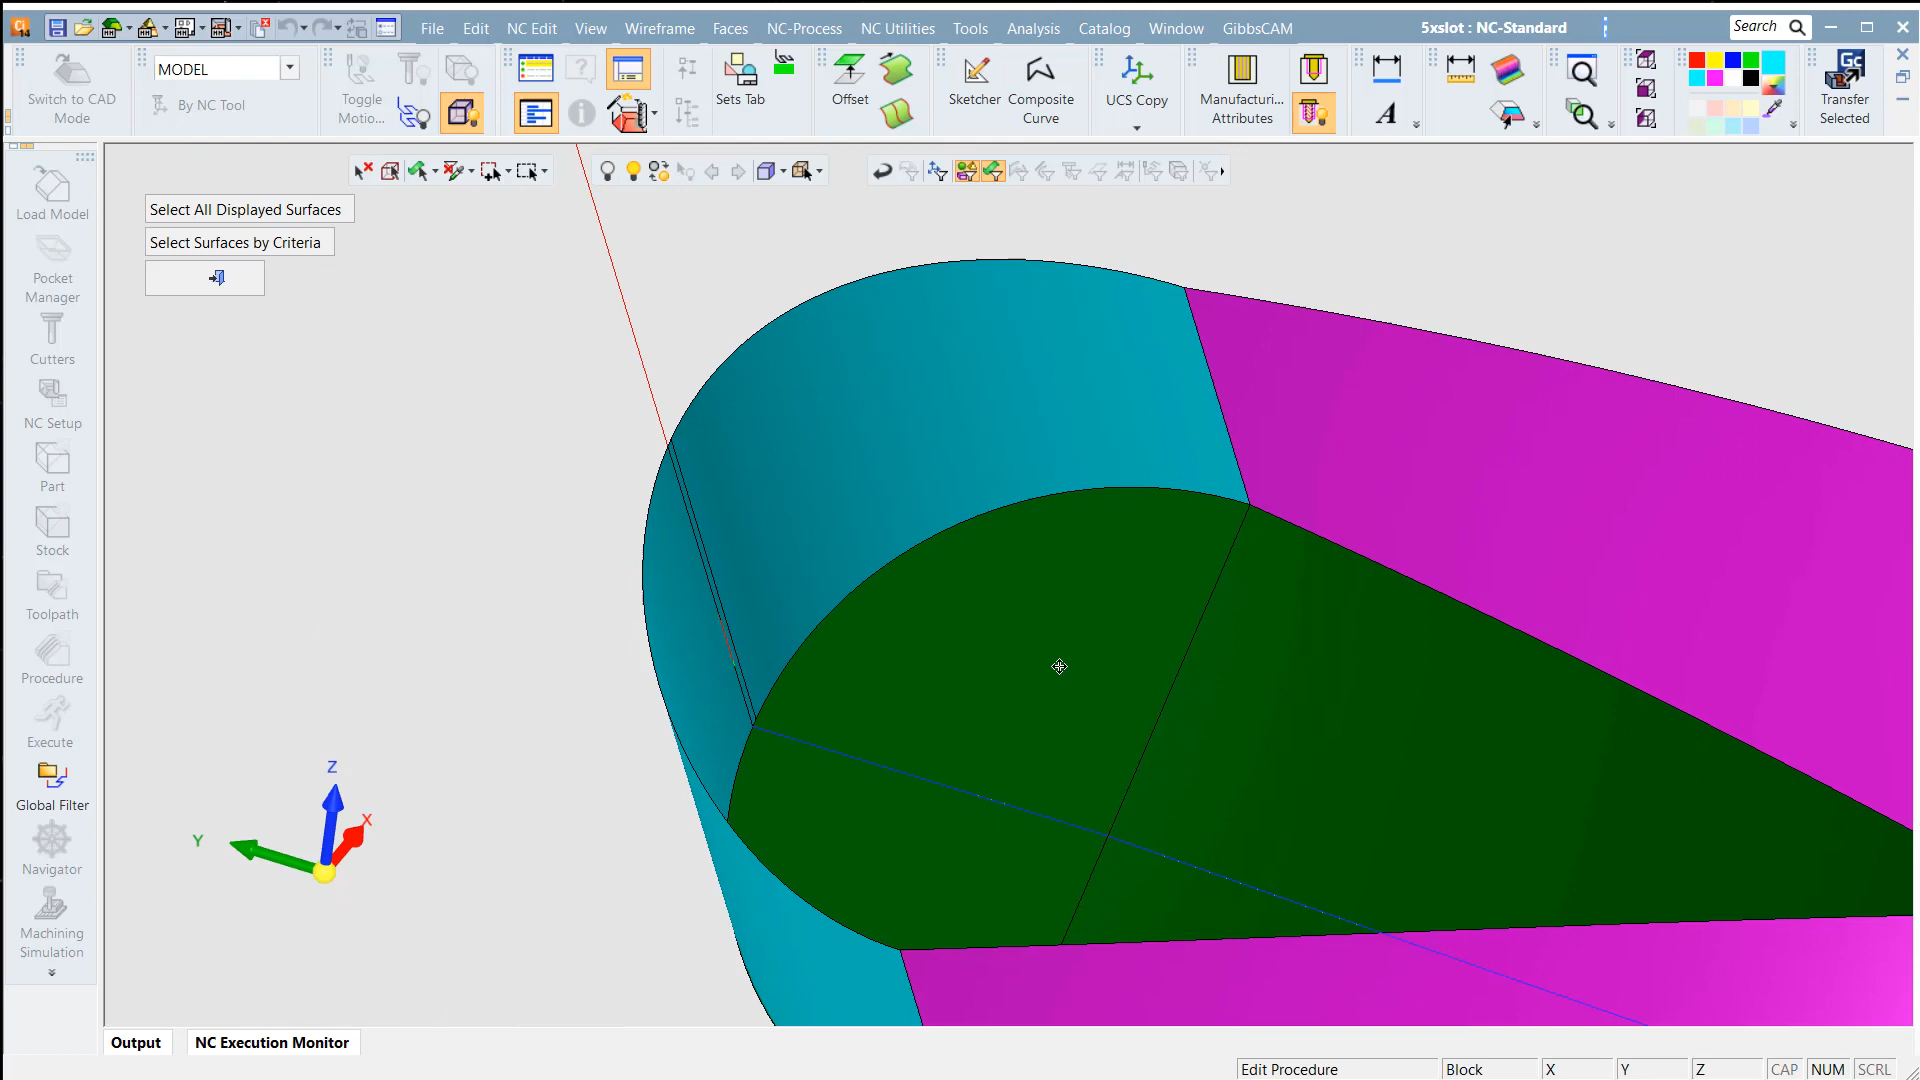 File Edit NC Edit View Wireframe Faces NC-Process NC Utilities Tools Analysis Catalog Window GibbsCAM 5xslot : NC-Standard Search
MODEL
By NC Tool
Switch to CAD Mode
Toggle Motio...
Sets Tab
Offset
Sketcher
Composite Curve
UCS Copy
Manufacturi... Attributes
A
Gc
Transfer Selected
Select All Displayed Surfaces
Select Surfaces by Criteria
Load Model
Pocket Manager
Cutters
NC Setup
Part
Stock
Toolpath
Procedure
Execute
Global Filter
Navigator
Machining Simulation
Z
X
Y
Output
NC Execution Monitor
Edit Procedure Block X Y Z CAP NUM SCRL